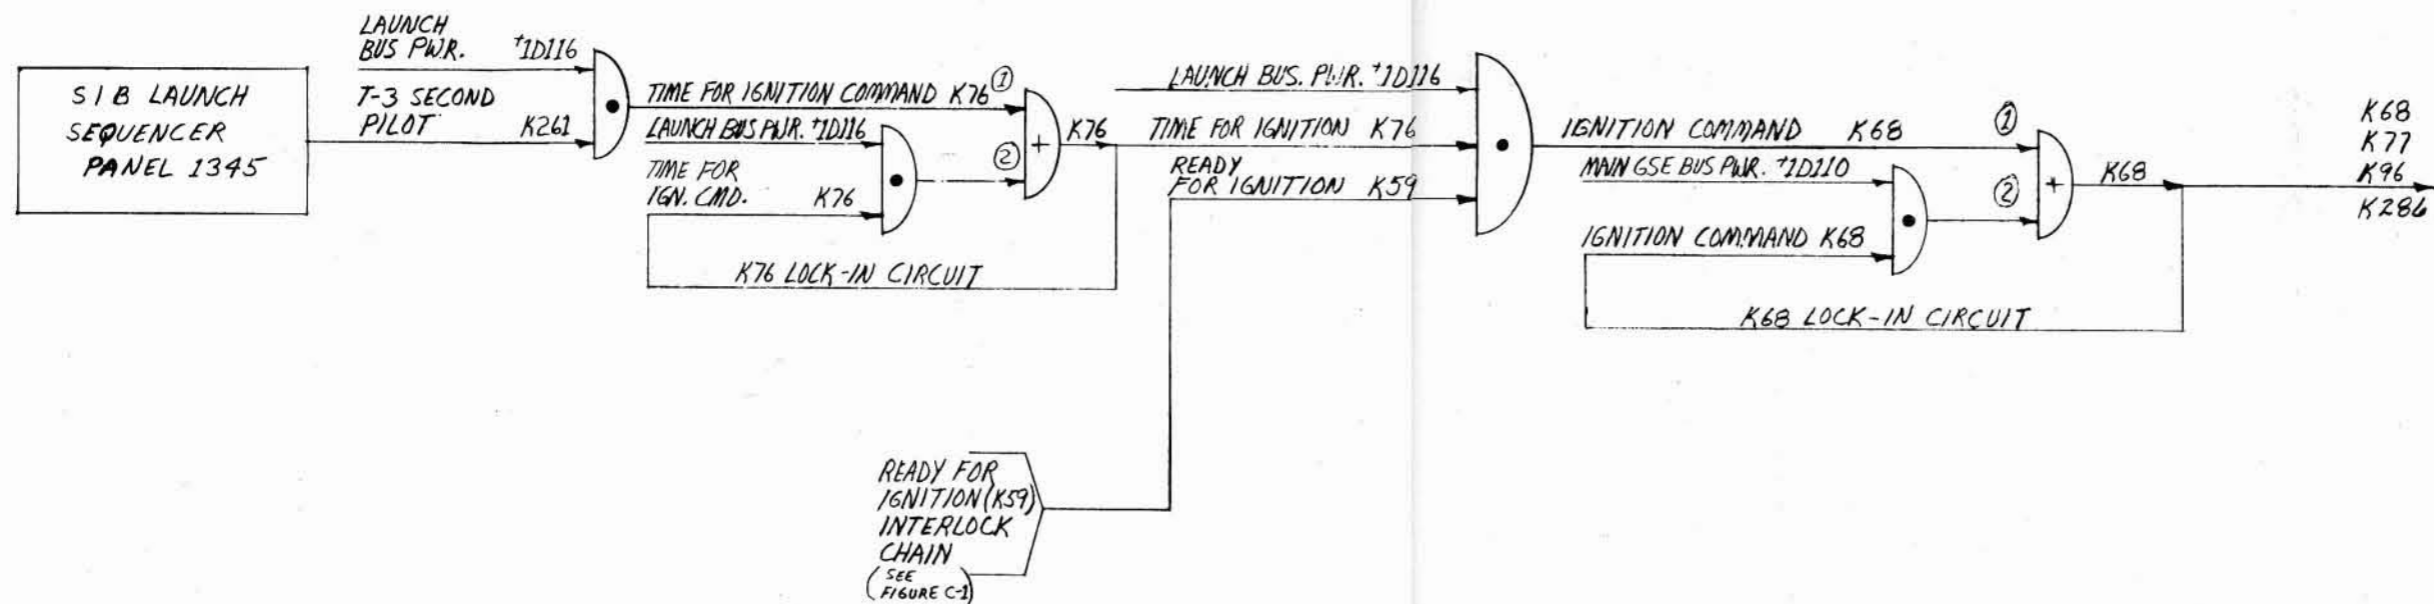 LAUNCH
BUS PWR. +1D116
S I B LAUNCH
SEQUENCER
PANEL 1345
T-3 SECOND
PILOT K261
TIME FOR IGNITION COMMAND K76 ①
LAUNCH BUS PWR. +1D116
TIME FOR
IGN. CMD. K76
②
+
K76
K76 LOCK-IN CIRCUIT
LAUNCH BUS. PWR. +1D116
TIME FOR IGNITION K76
READY
FOR IGNITION K59
READY FOR
IGNITION (K59)
INTERLOCK
CHAIN
(SEE
FIGURE C-1)
IGNITION COMMAND K68 ①
MAIN GSE BUS PWR. +1D110
②
IGNITION COMMAND K68
+
K68
K68 LOCK-IN CIRCUIT
K68
K77
K96
K286